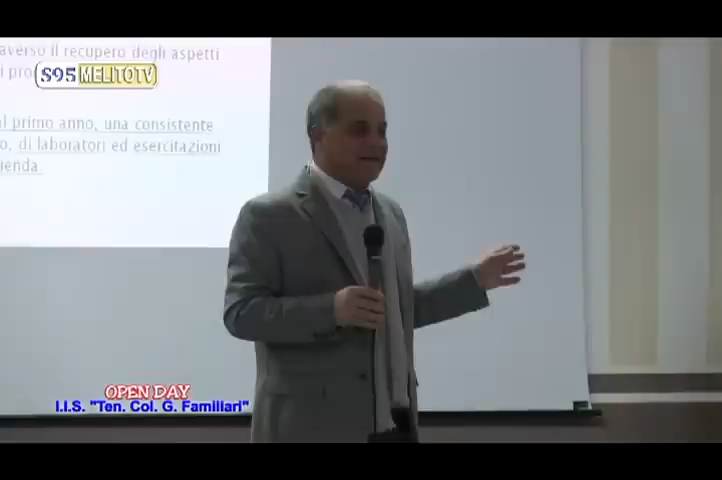 averso il recupero degli aspetti
i pro
S95 MELITOTV
l primo anno, una consistente
o, di laboratori ed esercitazioni
ienda.
OPEN DAY
I.I.S. "Ten. Col. G. Familiari"